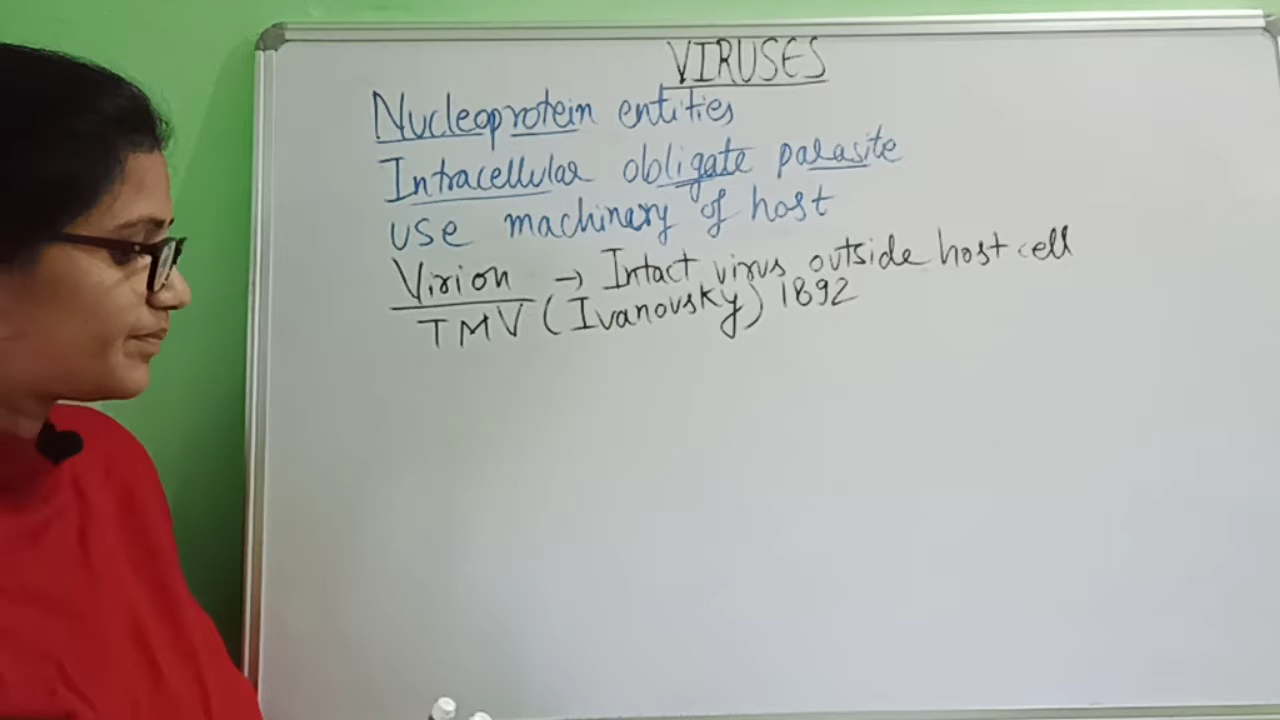 VIRUSES
Nucleoprotein entities
Intracellular obligate parasite
use machinery of host
Virion → Intact virus outside host cell
TMV (Ivanovsky) 1892